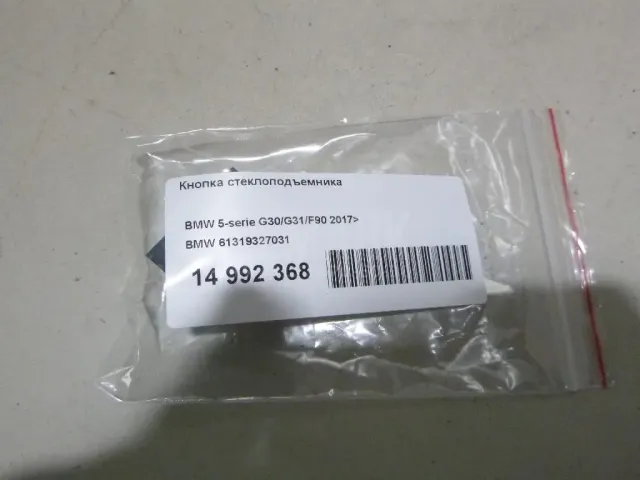 Кнопка стеклоподъемника
BMW 5-serie G30/G31/F90 2017>
BMW 61319327031
14 992 368